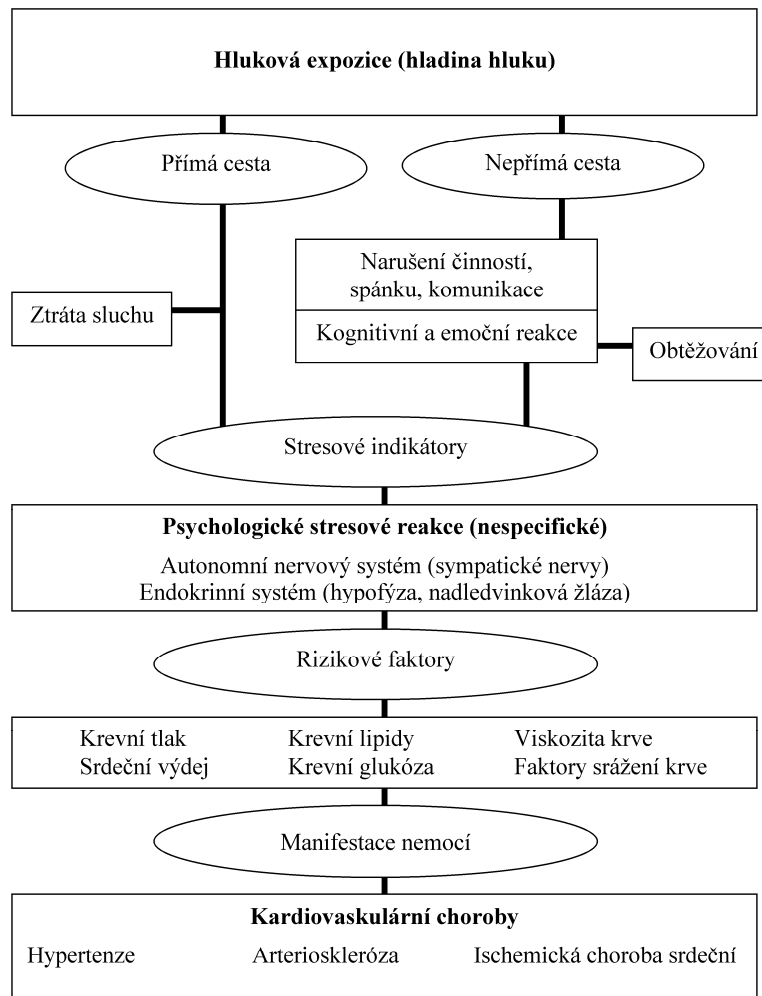 Hluková expozice (hladina hluku)
Přímá cesta
Nepřímá cesta
Narušení činností,
spánku, komunikace
Ztráta sluchu
Kognitivní a emoční reakce
Obtěžování
Stresové indikátory
Psychologické stresové reakce (nespecifické)
Autonomní nervový systém (sympatické nervy)
Endokrinní systém (hypofýza, nadledvinková žláza)
Rizikové faktory
Krevní tlak Krevní lipidy Viskozita krve
Srdeční výdej Krevní glukóza Faktory srážení krve
Manifestace nemocí
Kardiovaskulární choroby
Hypertenze Arterioskleróza Ischemická choroba srdeční